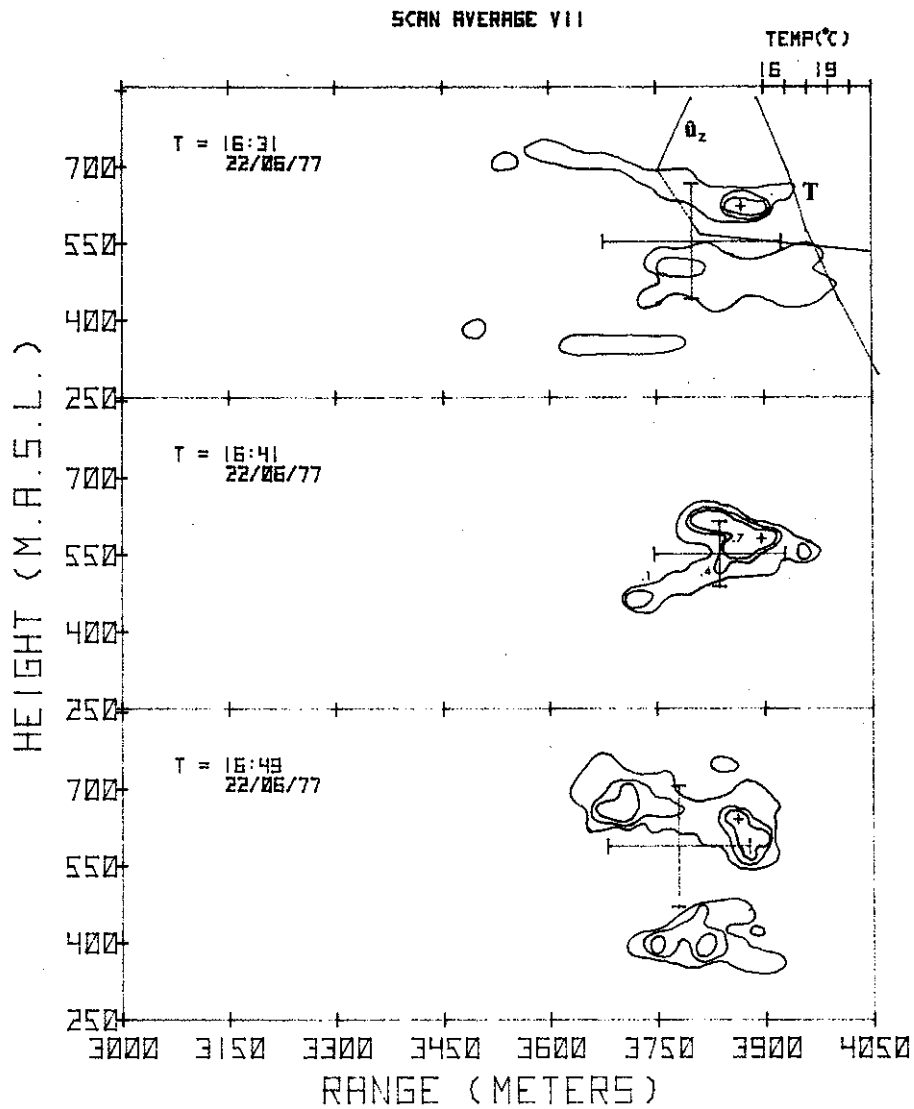 SCAN AVERAGE VII
TEMP(°C)
16 19
T = 16:31
22/06/77
û_z
T
700
550
400
250
T = 16:41
22/06/77
700
.7
550
.1 .4
400
250
T = 16:49
22/06/77
700
550
400
250
HEIGHT (M.A.S.L.)
3000 3150 3300 3450 3600 3750 3900 4050
RANGE (METERS)